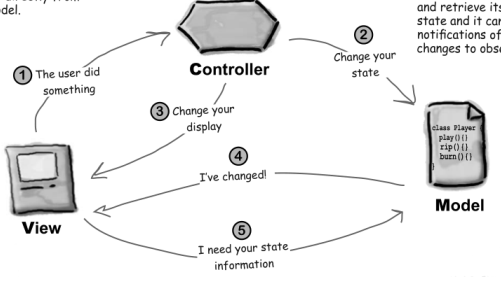 directly from
del.
and retrieve its
state and it can
notifications of
changes to obse
1 The user did
something
Controller
2
Change your
state
3 Change your
display
4
I've changed!
class Player
play(){}
rip(){}
burn(){}
}
View
Model
5
I need your state
information